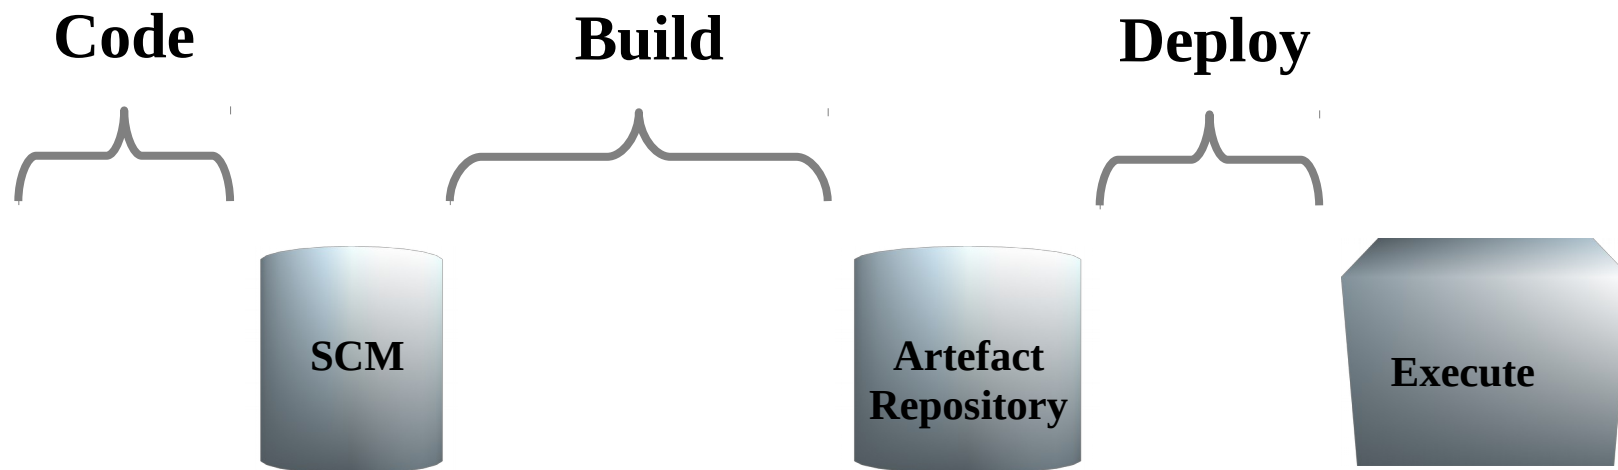 Code
Build
Deploy
SCM
Artefact
Repository
Execute